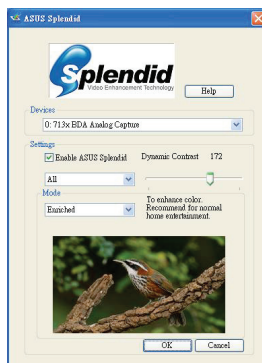 ASUS Splendid
Splendid
Video Enhancement Technology
Help
Devices
0: 713x BDA Analog Capture
Settings
Enable ASUS Splendid
Dynamic Contrast 172
All
Mode
Enriched
To enhance color.
Recommend for normal
home entertainment.
OK
Cancel